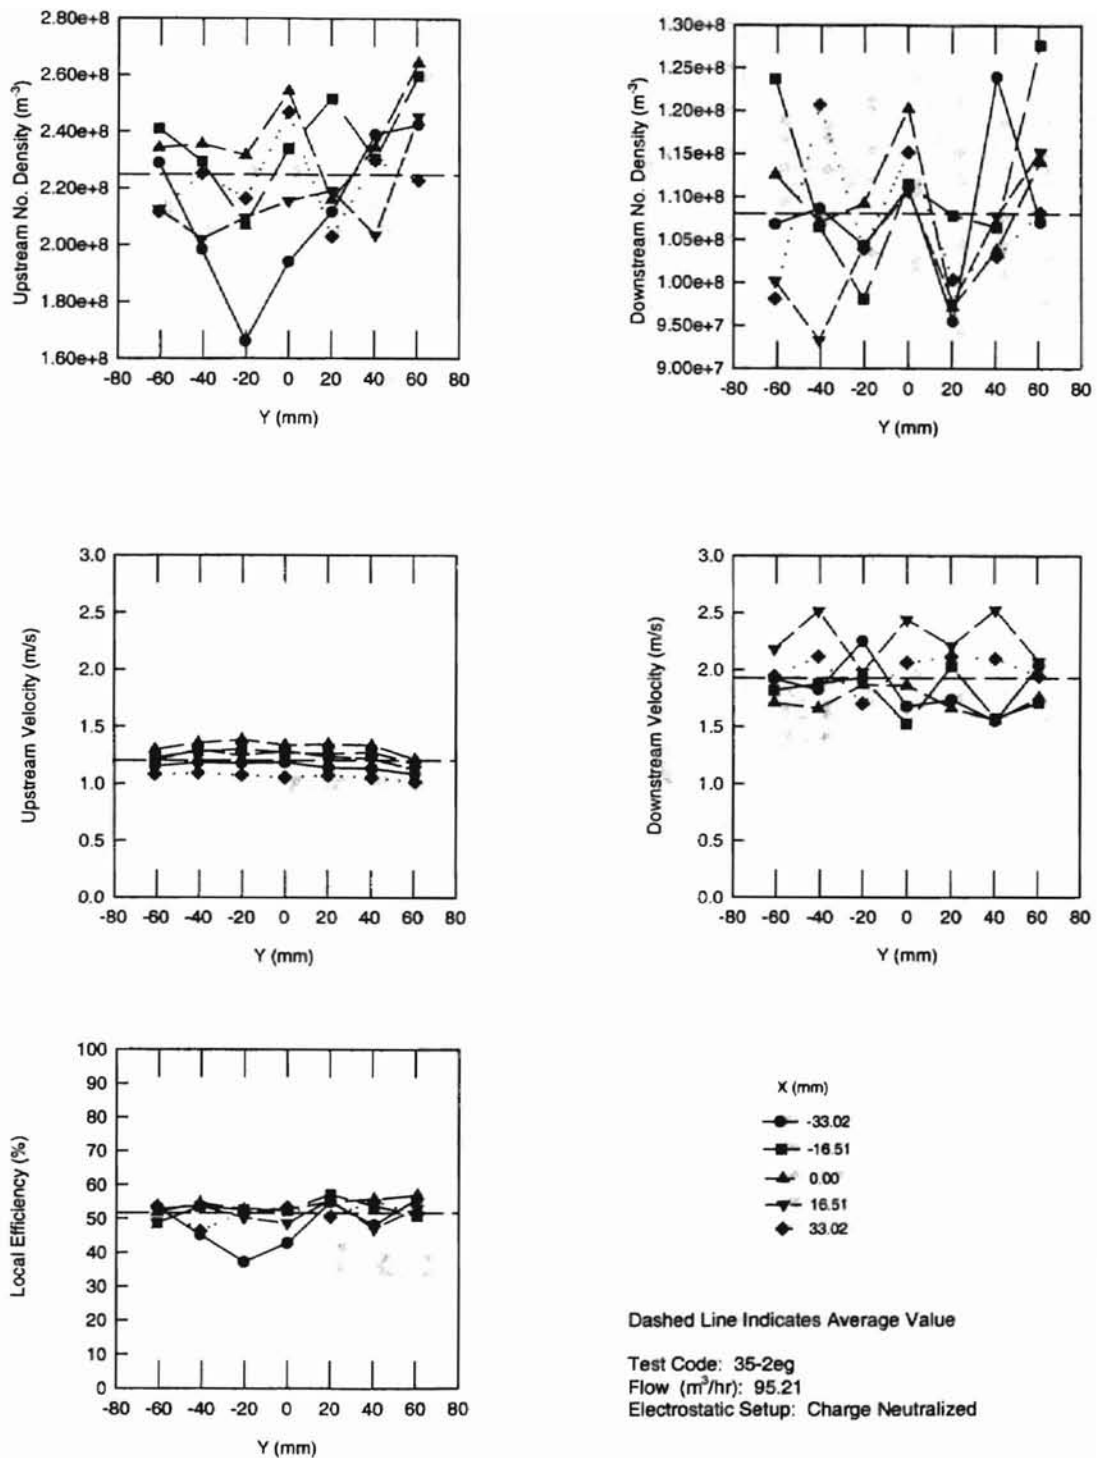 2.80e+8
2.60e+8
2.40e+8
2.20e+8
2.00e+8
1.80e+8
1.60e+8
Upstream No. Density (m⁻³)
-80 -60 -40 -20 0 20 40 60 80
Y (mm)
1.30e+8
1.25e+8
1.20e+8
1.15e+8
1.10e+8
1.05e+8
1.00e+8
9.50e+7
9.00e+7
Downstream No. Density (m⁻³)
-80 -60 -40 -20 0 20 40 60 80
Y (mm)
3.0
2.5
2.0
1.5
1.0
0.5
0.0
Upstream Velocity (m/s)
-80 -60 -40 -20 0 20 40 60 80
Y (mm)
3.0
2.5
2.0
1.5
1.0
0.5
0.0
Downstream Velocity (m/s)
-80 -60 -40 -20 0 20 40 60 80
Y (mm)
100
90
80
70
60
50
40
30
20
10
0
Local Efficiency (%)
-80 -60 -40 -20 0 20 40 60 80
Y (mm)
X (mm)
-33.02
-16.51
0.00
16.51
33.02
Dashed Line Indicates Average Value
Test Code: 35-2eg
Flow (m³/hr): 95.21
Electrostatic Setup: Charge Neutralized